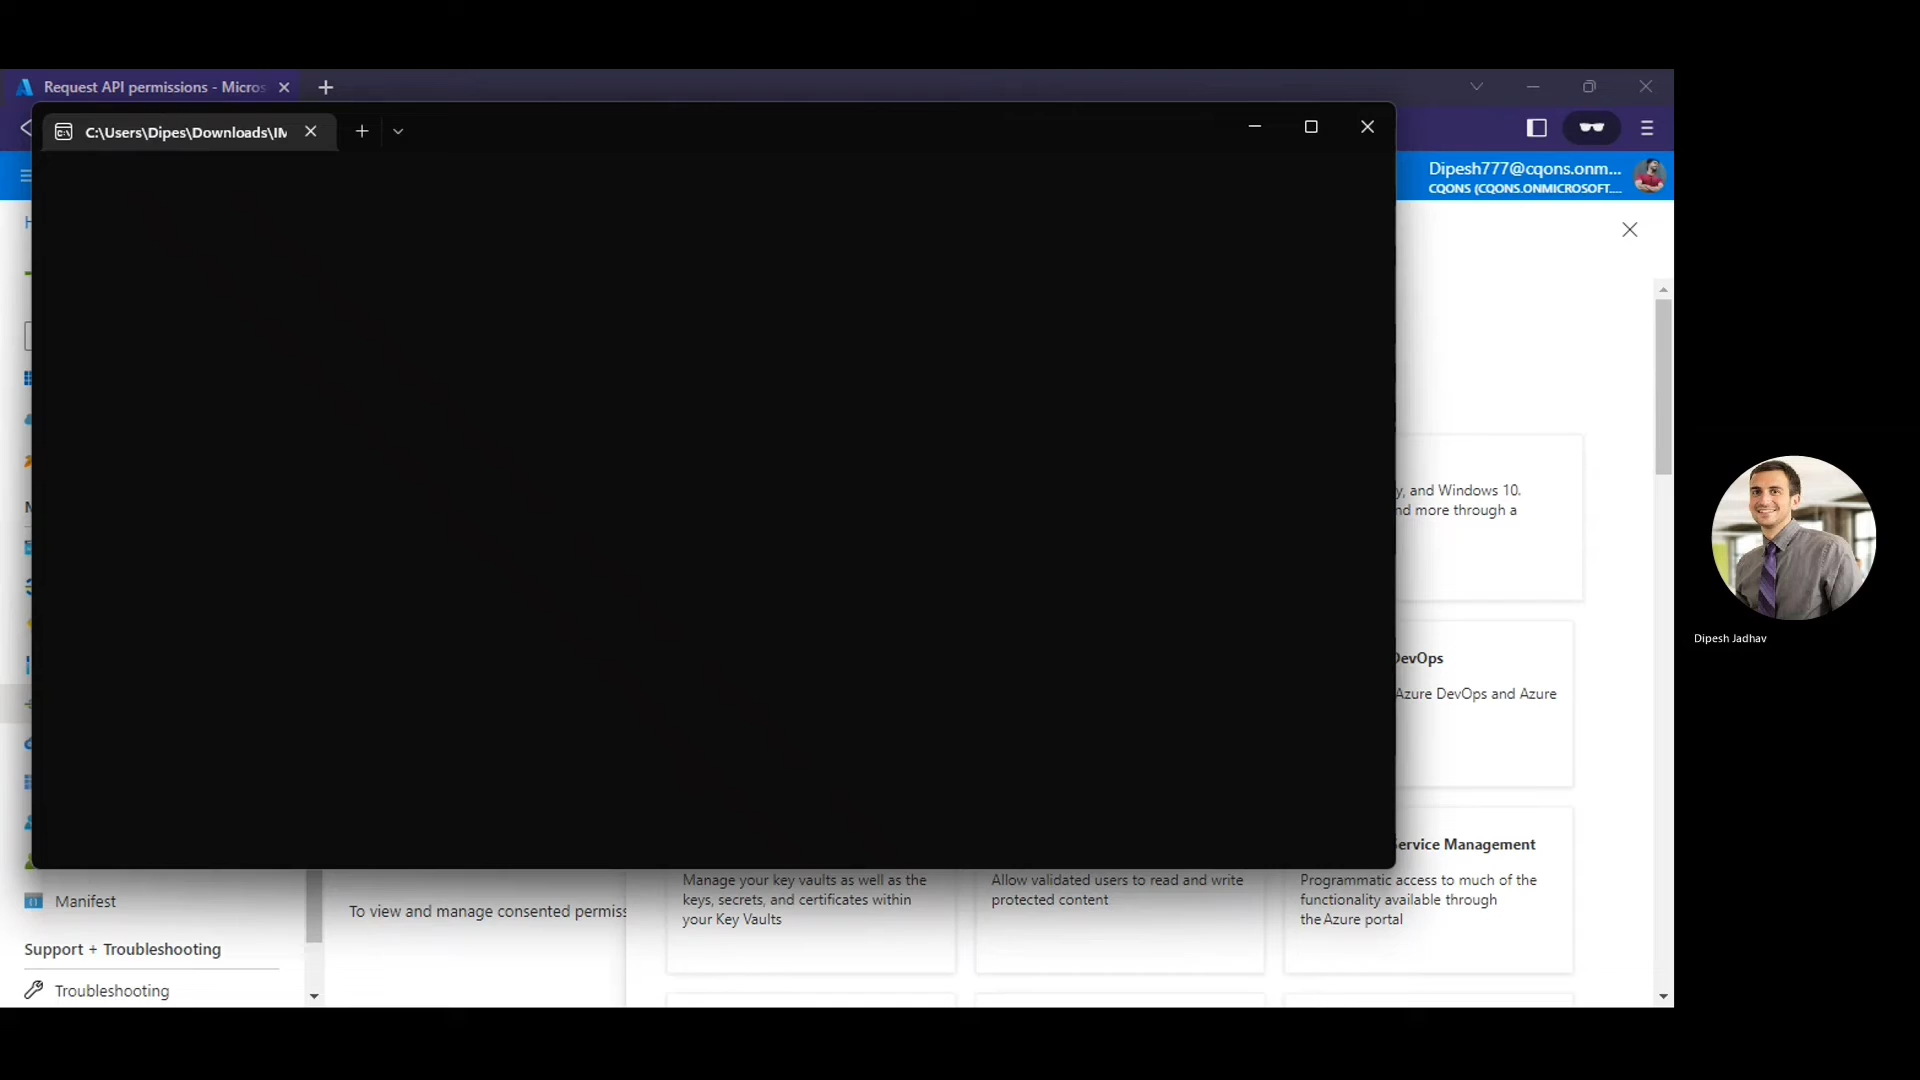 Request API permissions - Micros
C:\Users\Dipes\Downloads\IM
Dipesh777@cqons.onm...
CQONS (CQONS.ONMICROSOFT....
y, and Windows 10.
nd more through a
DevOps
Azure DevOps and Azure
ervice Management
Manage your key vaults as well as the
keys, secrets, and certificates within
your Key Vaults
Allow validated users to read and write
protected content
Programmatic access to much of the
functionality available through
the Azure portal
Manifest
To view and manage consented permiss
Support + Troubleshooting
Troubleshooting
Dipesh Jadhav